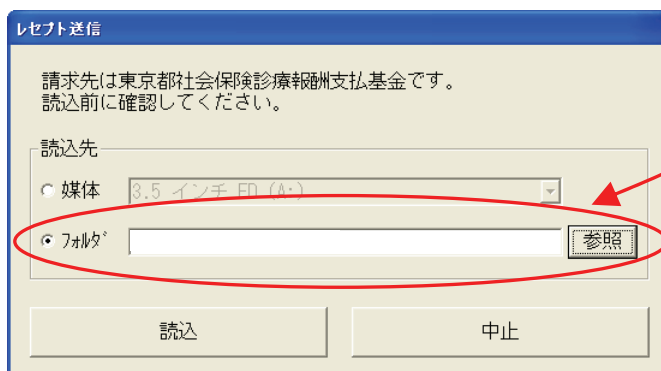 レセプト送信
請求先は東京都社会保険診療報酬支払基金です。
読込前に確認してください。
読込先
媒体 3.5 インチ FD (A:)
フォルダ 参照
読込 中止